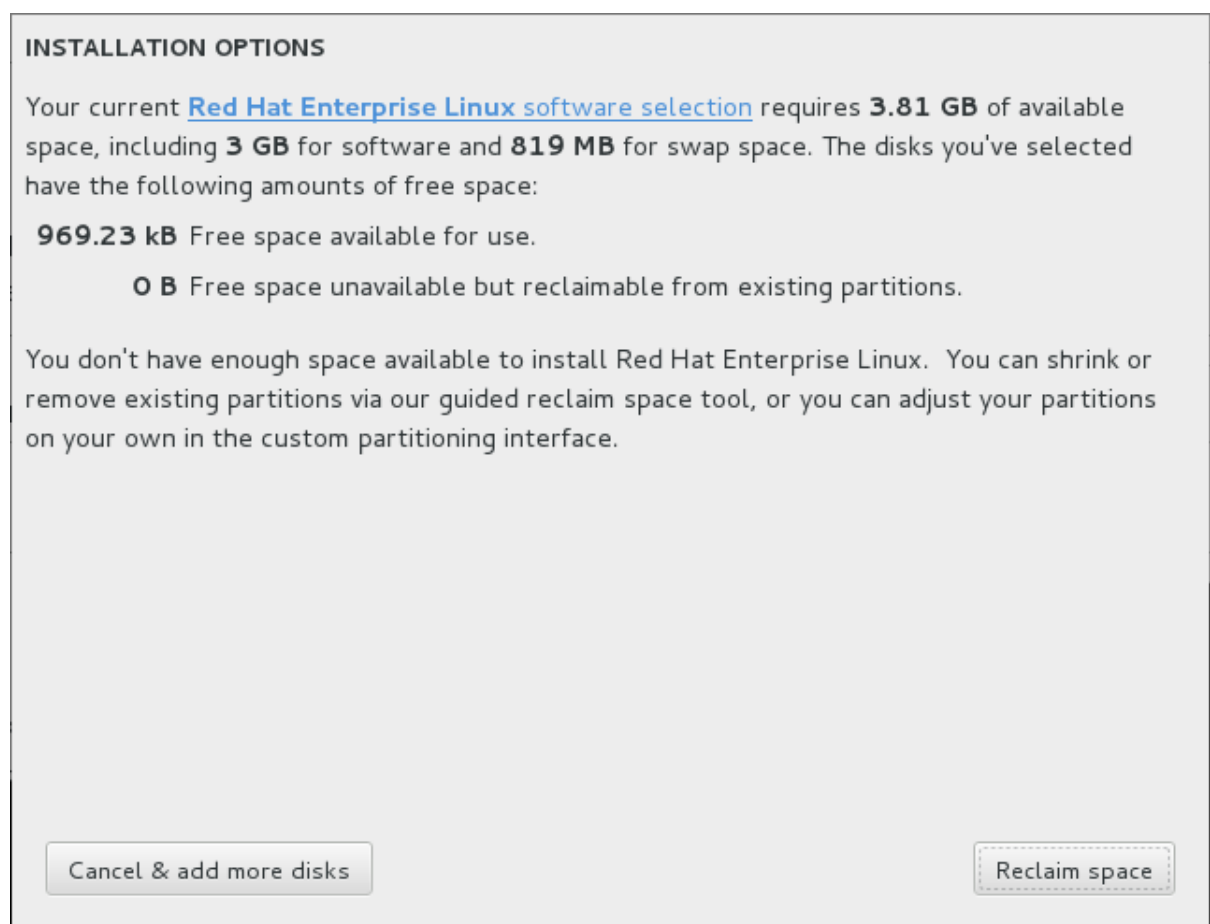 INSTALLATION OPTIONS
Your current Red Hat Enterprise Linux software selection requires 3.81 GB of available
space, including 3 GB for software and 819 MB for swap space. The disks you've selected
have the following amounts of free space:
969.23 kB Free space available for use.
0 B Free space unavailable but reclaimable from existing partitions.
You don't have enough space available to install Red Hat Enterprise Linux.  You can shrink or
remove existing partitions via our guided reclaim space tool, or you can adjust your partitions
on your own in the custom partitioning interface.
Cancel & add more disks
Reclaim space